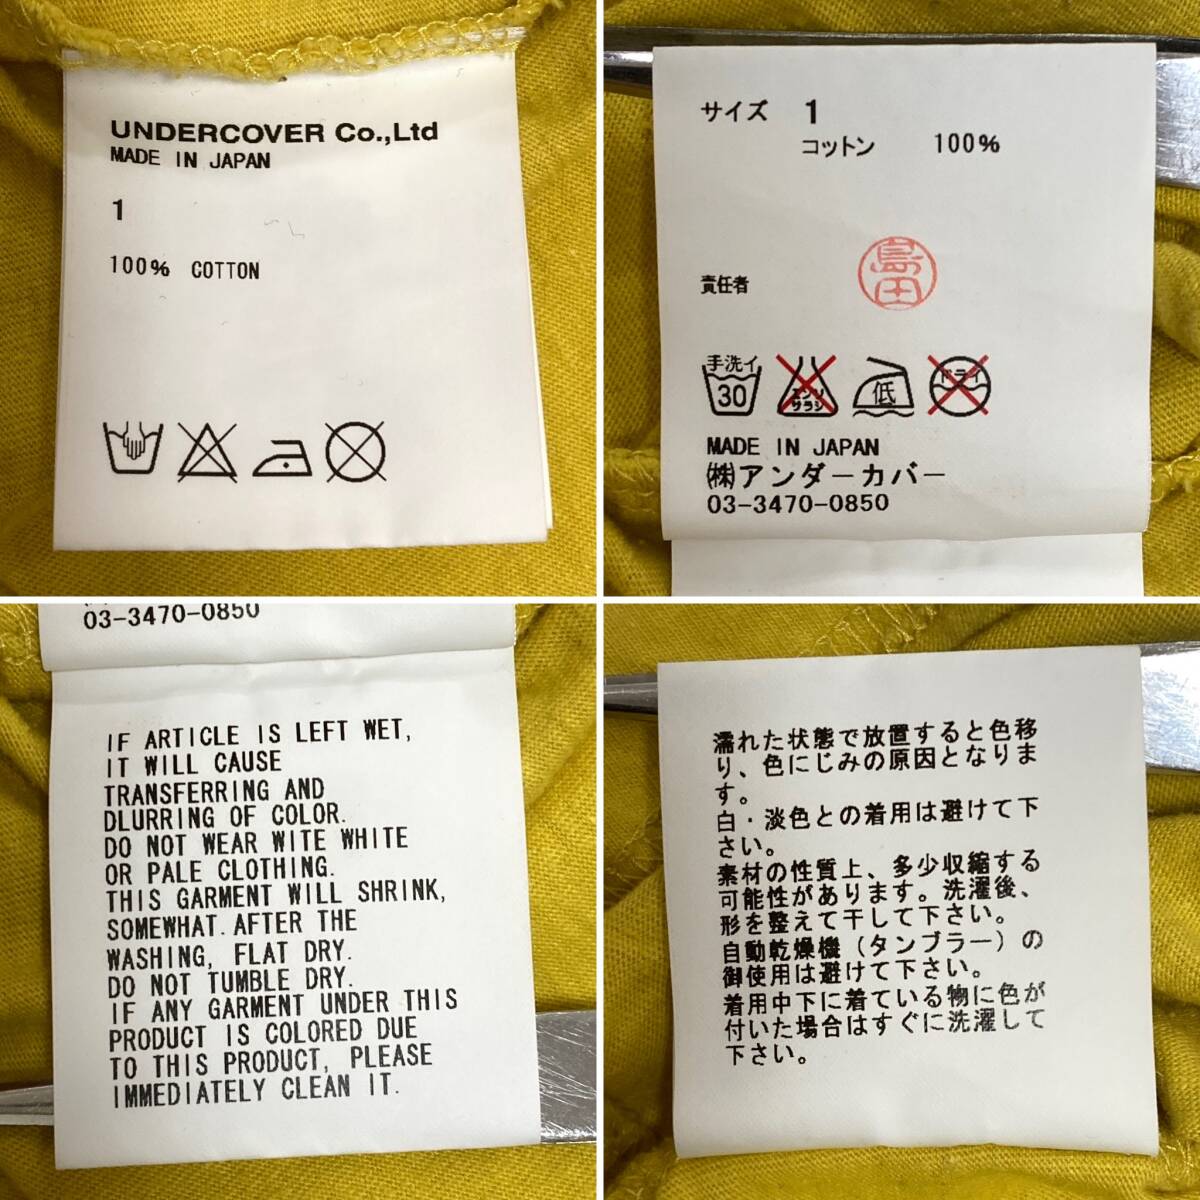 UNDERCOVER Co.,Ltd
MADE IN JAPAN
1
100% COTTON
サイズ 1
コットン 100%
責任者 島田
手洗イ
30
エンソ
サラシ
低
ドライ
MADE IN JAPAN
㈱アンダーカバー
03-3470-0850
03-3470-0850
IF ARTICLE IS LEFT WET,
IT WILL CAUSE
TRANSFERRING AND
DLURRING OF COLOR.
DO NOT WEAR WITE WHITE
OR PALE CLOTHING.
THIS GARMENT WILL SHRINK,
SOMEWHAT.AFTER THE
WASHING, FLAT DRY.
DO NOT TUMBLE DRY.
IF ANY GARMENT UNDER THIS
PRODUCT IS COLORED DUE
TO THIS PRODUCT, PLEASE
IMMEDIATELY CLEAN IT.
濡れた状態で放置すると色移
り、色にじみの原因となりま
す。
白・淡色との着用は避けて下
さい。
素材の性質上、多少収縮する
可能性があります。洗濯後、
形を整えて干して下さい。
自動乾燥機（タンブラー）の
御使用は避けて下さい。
着用中下に着ている物に色が
付いた場合はすぐに洗濯して
下さい。